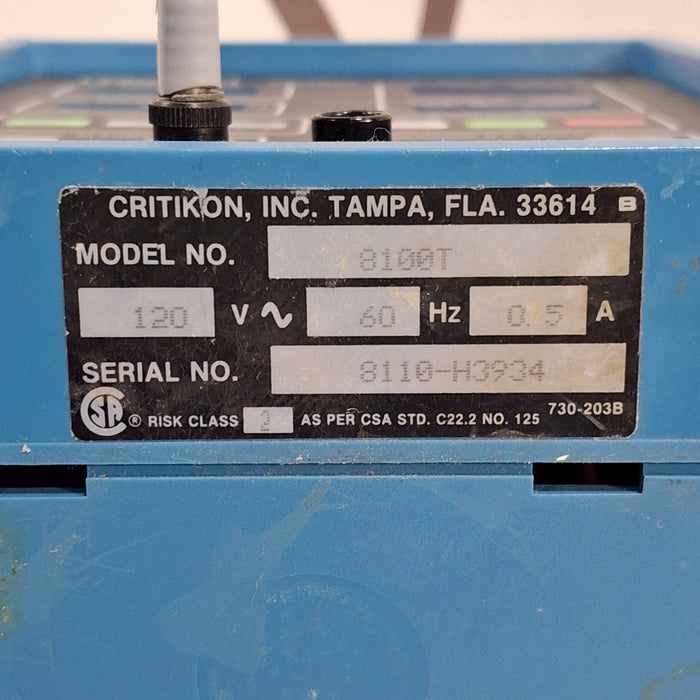 CRITIKON, INC. TAMPA, FLA. 33614 B
MODEL NO. 8100T
120 V ~ 60 Hz 0.5 A
SERIAL NO. 8110-H3934
SA ® RISK CLASS 2 AS PER CSA STD. C22.2 NO. 125 730-203B